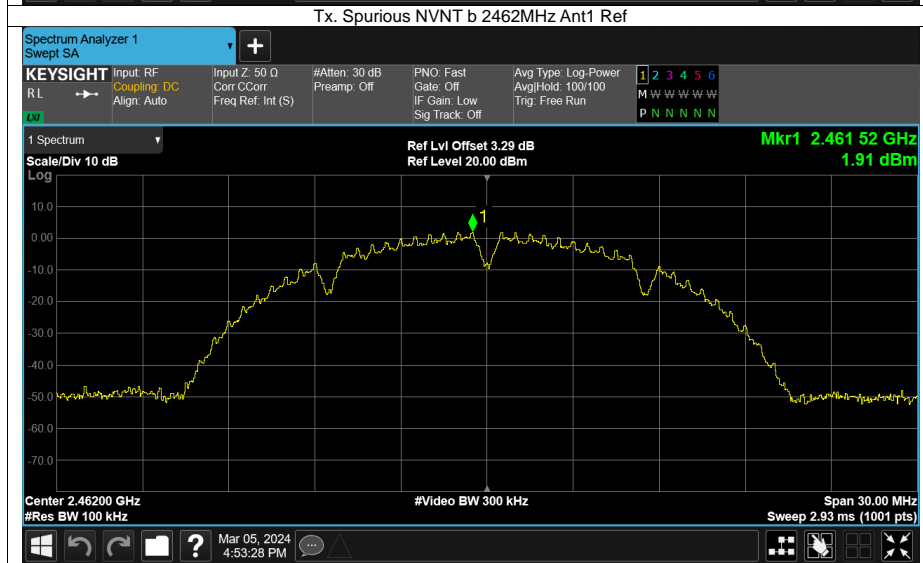 Tx. Spurious NVNT b 2462MHz Ant1 Ref
Spectrum Analyzer 1
Swept SA
+
KEYSIGHT
R L
LXI
Input: RF
Coupling: DC
Align: Auto
Input Z: 50 Ω
Corr CCorr
Freq Ref: Int (S)
#Atten: 30 dB
Preamp: Off
PNO: Fast
Gate: Off
IF Gain: Low
Sig Track: Off
Avg Type: Log-Power
Avg|Hold: 100/100
Trig: Free Run
1 2 3 4 5 6
M W W W W W
P N N N N N
1 Spectrum
Scale/Div 10 dB
Log
Ref Lvl Offset 3.29 dB
Ref Level 20.00 dBm
Mkr1 2.461 52 GHz
1.91 dBm
10.0
0.00
-10.0
-20.0
-30.0
-40.0
-50.0
-60.0
-70.0
1
Center 2.46200 GHz
#Res BW 100 kHz
#Video BW 300 kHz
Span 30.00 MHz
Sweep 2.93 ms (1001 pts)
?
Mar 05, 2024
4:53:28 PM